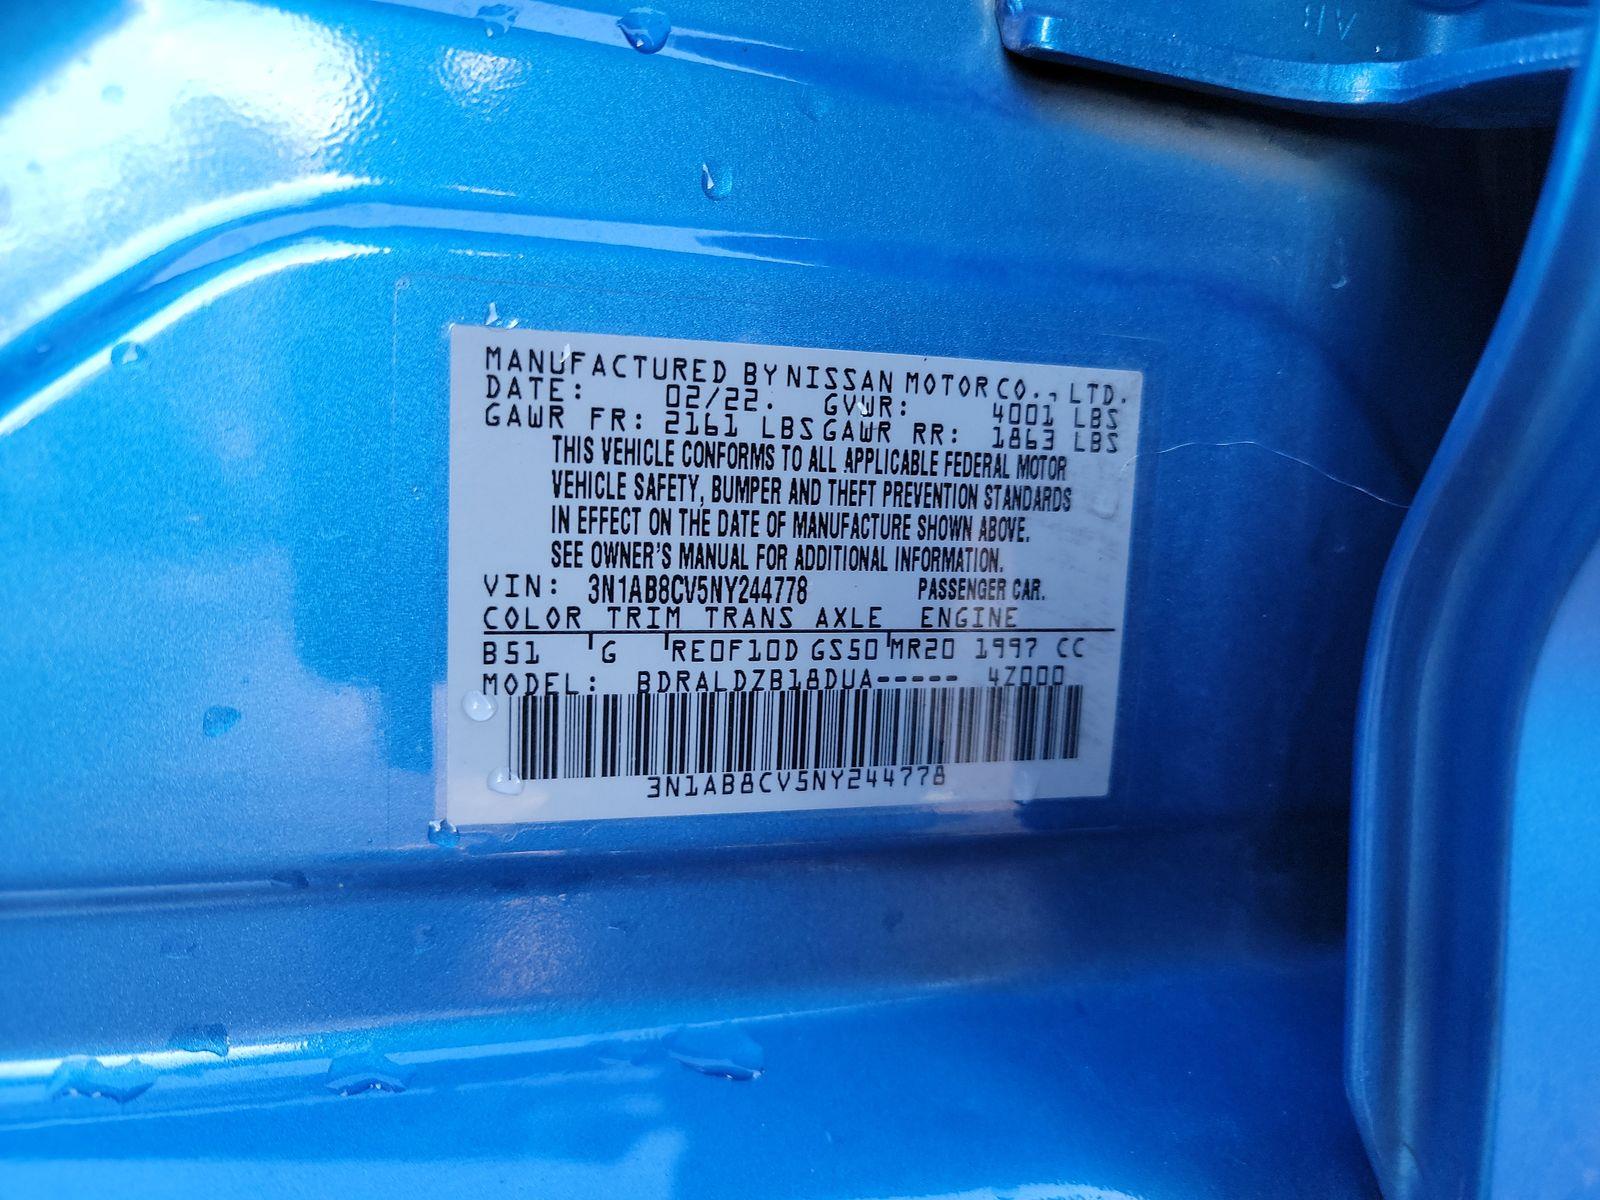 MANUFACTURED BY NISSAN MOTOR CO., LTD.
DATE: 02/22. GVWR: 4001 LBS
GAWR FR: 2161 LBS GAWR RR: 1863 LBS
THIS VEHICLE CONFORMS TO ALL APPLICABLE FEDERAL MOTOR
VEHICLE SAFETY, BUMPER AND THEFT PREVENTION STANDARDS
IN EFFECT ON THE DATE OF MANUFACTURE SHOWN ABOVE.
SEE OWNER'S MANUAL FOR ADDITIONAL INFORMATION.
VIN: 3N1AB8CV5NY244778 PASSENGER CAR.
COLOR TRIM TRANS AXLE ENGINE
B51 G RE0F10D GS50 MR20 1997 CC
MODEL: BDRALDZB18DUA----- 4Z000
3N1AB8CV5NY244778